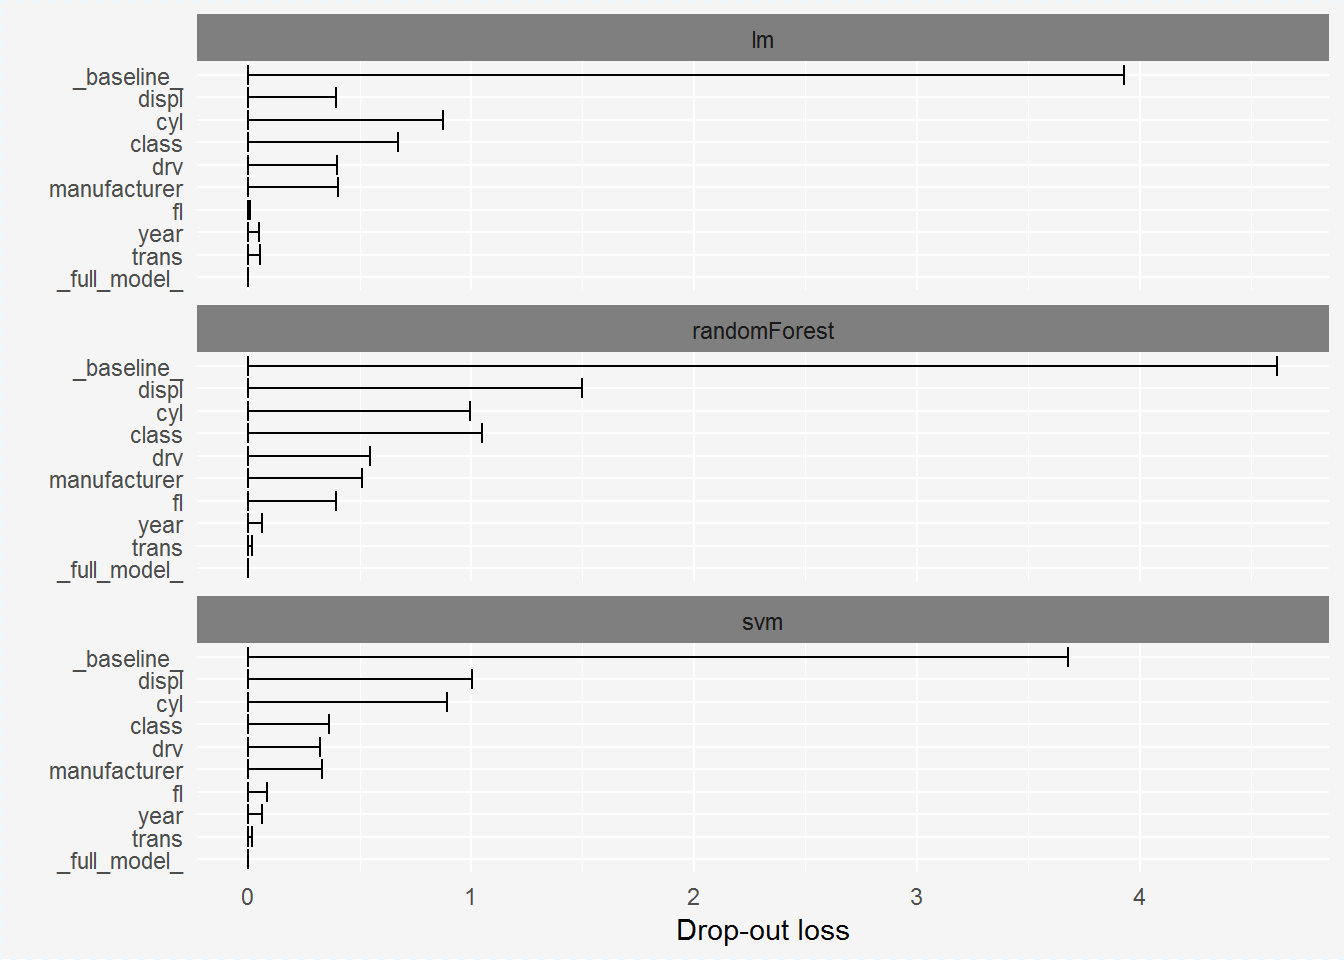 lm
_baseline_
displ
cyl
class
drv
manufacturer
fl
year
trans
_full_model_
randomForest
_baseline_
displ
cyl
class
drv
manufacturer
fl
year
trans
_full_model_
svm
_baseline_
displ
cyl
class
drv
manufacturer
fl
year
trans
_full_model_
0 1 2 3 4
Drop-out loss